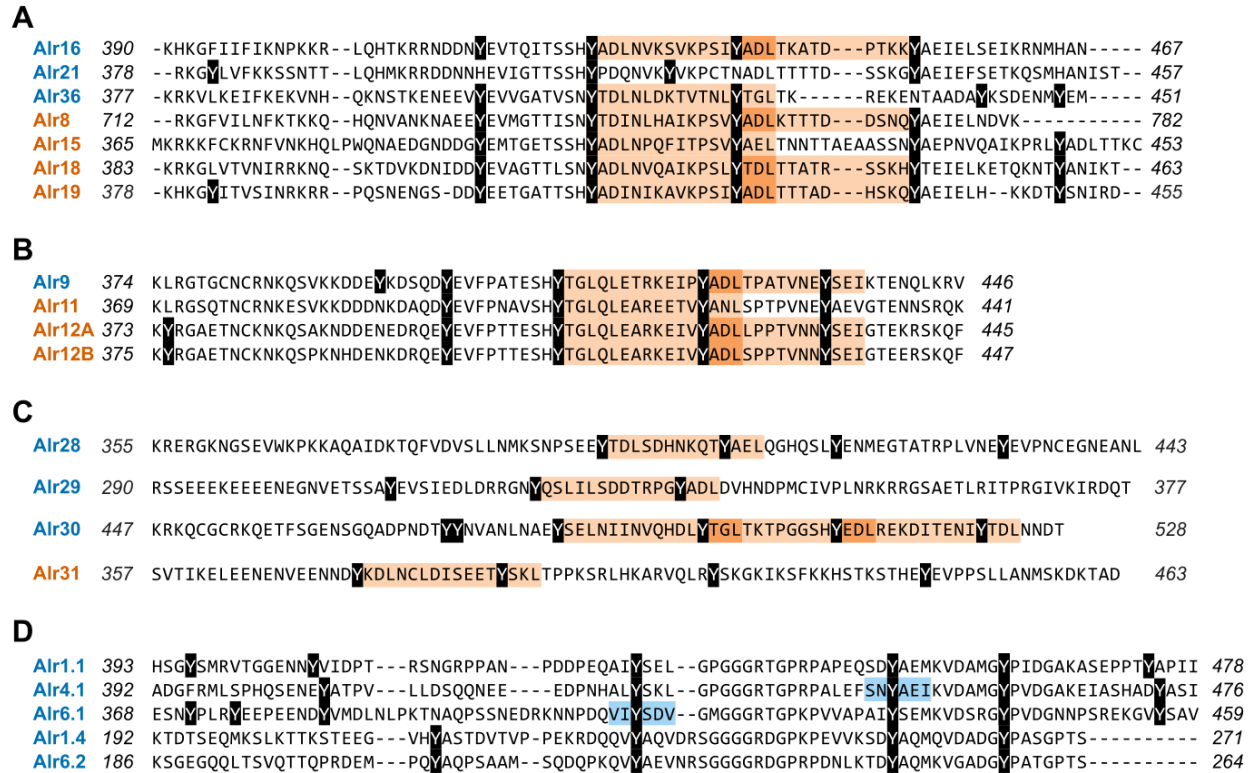 A
Alr16 390 -KHKGFIIFIKNPKKR--LQHTKRRNDDNYEVTQITSSHYADLNVKSVKPSIYADLTKATD---PTKKYAEIELSEIKRNMHAN----- 467
Alr21 378 --RKGYLVFKKSSNTT--LQHMKRRDDNNHEVIGTTSSHYPDQNVKYVKPCTNADLTTTTD---SSKGYAEIEFSETKQSMHANIST-- 457
Alr36 377 -KRKVLKEIFKEKVNH--QKNSTKENEEVYEVVGATVSNYTDLNLDKTVTNLYTGLTK------REKENTAADAYKSDENMYEM----- 451
Alr8 712 --RKGFVILNFKTKKQ--HQNVANKNAEEYEVMGTTISNYTDINLHAIKPSVYADLKTTTD---DSNQYAEIELNDVK----------- 782
Alr15 365 MKRKKFCKRNFVNKHQLPWQNAEDGNDDGYEMTGETSSHYADLNPQFITPSVYAELTNNTTAEAASSNYAEPNVQAIKPRLYADLTTKC 453
Alr18 383 -KRKGLVTVNIRRKNQ--SKTDVKDNIDDYEVAGTTLSNYADLNVQAIKPSLYTDLTTATR---SSKHYTEIELKETQKNTYANIKT-- 463
Alr19 378 -KHKGYITVSINRKRR--PQSNENGS-DDYEETGATTSHYADINIKAVKPSIYADLTTTAD---HSKQYAEIELH--KKDTYSNIRD-- 455
B
Alr9 374 KLRGTGCNCRNKQSVKKDDEYKDSQDYEVFPATESHYTGLQLETRKEIPYADLTPATVNEYSEIKTENQLKRV 446
Alr11 369 KLRGSQTNCRNKESVKKDDDNKDAQDYEVFPNAVSHYTGLQLEAREETVYANLSPTPVNEYAEVGTENNSRQK 441
Alr12A 373 KYRGAETNCKNKQSAKNDDENEDRQEYEVFPTTESHYTGLQLEAREEIVYADLLPPTVNNYSEIGTEKRSKQF 445
Alr12B 375 KYRGAETNCKNKQSPKNHDENKDRQEYEVFPTTESHYTGLQLEARKEIVYADLSPPTVNNYSEIGTEERSKQF 447
C
Alr28 355 KRERGKNGSEVWKPKKAQAIDKTQFVDVSLLNMKSNPSEEYTDLSDHNKQTYAELQGHQSLYENMEGTATRPLVNEYEVPNCEGNEANL 443
Alr29 290 RSSEEEKEEEENEGNVETSSAYEVSIEDLDRRGNYQSLILSDDTRPGYADLDVHNDPMCIVPLNRKRRGSAETLRITPRGIVKIRDQT 377
Alr30 447 KRKQCGCRKQETFSGENSGQADPNDTYYNVANLNAEYSELNIINVQHDLYTGLTKTPGGSHYEDLREKDITENIYTDLNNDT 528
Alr31 357 SVTIKELEENENVEENNDYKDLNCLDISEETYSKLTPPKSRLHKARVQLRYSKGKIKSFKKHSTKSTHEYEVPPSLLANMSKDKTAD 463
D
Alr1.1 393 HSGYSMRVTGGENNYVIDPT---RSNGRPPAN---PDDPEQAIYSEL--GPGGGRTGPRPAPEQSDYAEMKVDAMGYPIDGAKASEPPTYAPII 478
Alr4.1 392 ADGFRMLSPHQSENEYATPV---LLDSQQNEE---EDPNHALYSKL--GPGGGRTGPRPALEFSNYAEIKVDAMGYPVDGAKEIASHADYASI 476
Alr6.1 368 ESNYPLRYEEPEENDYVMDLNLPKTNAQPSSNEDRKNNPDQVIYSDV--GMGGGRTGPKPVVAPAIYSEMKVDSRGYPVDGNNPSREKGVYSAV 459
Alr1.4 192 KTDTSEQMKSLKTTKSTEEG---VHYASTDVTVP--PEKRDQQVYAQVDRSGGGRDGPKPEVVKSDYAQMQVDADGYPASGPTS---------- 271
Alr6.2 186 KSGEGQQLTSVQTTQPRDEM---PQYAQPSAAM---SQDQPKQVYAEVNRSGGGRDGPRPDNLKTDYAQMKVGADGYPATGPTS---------- 264